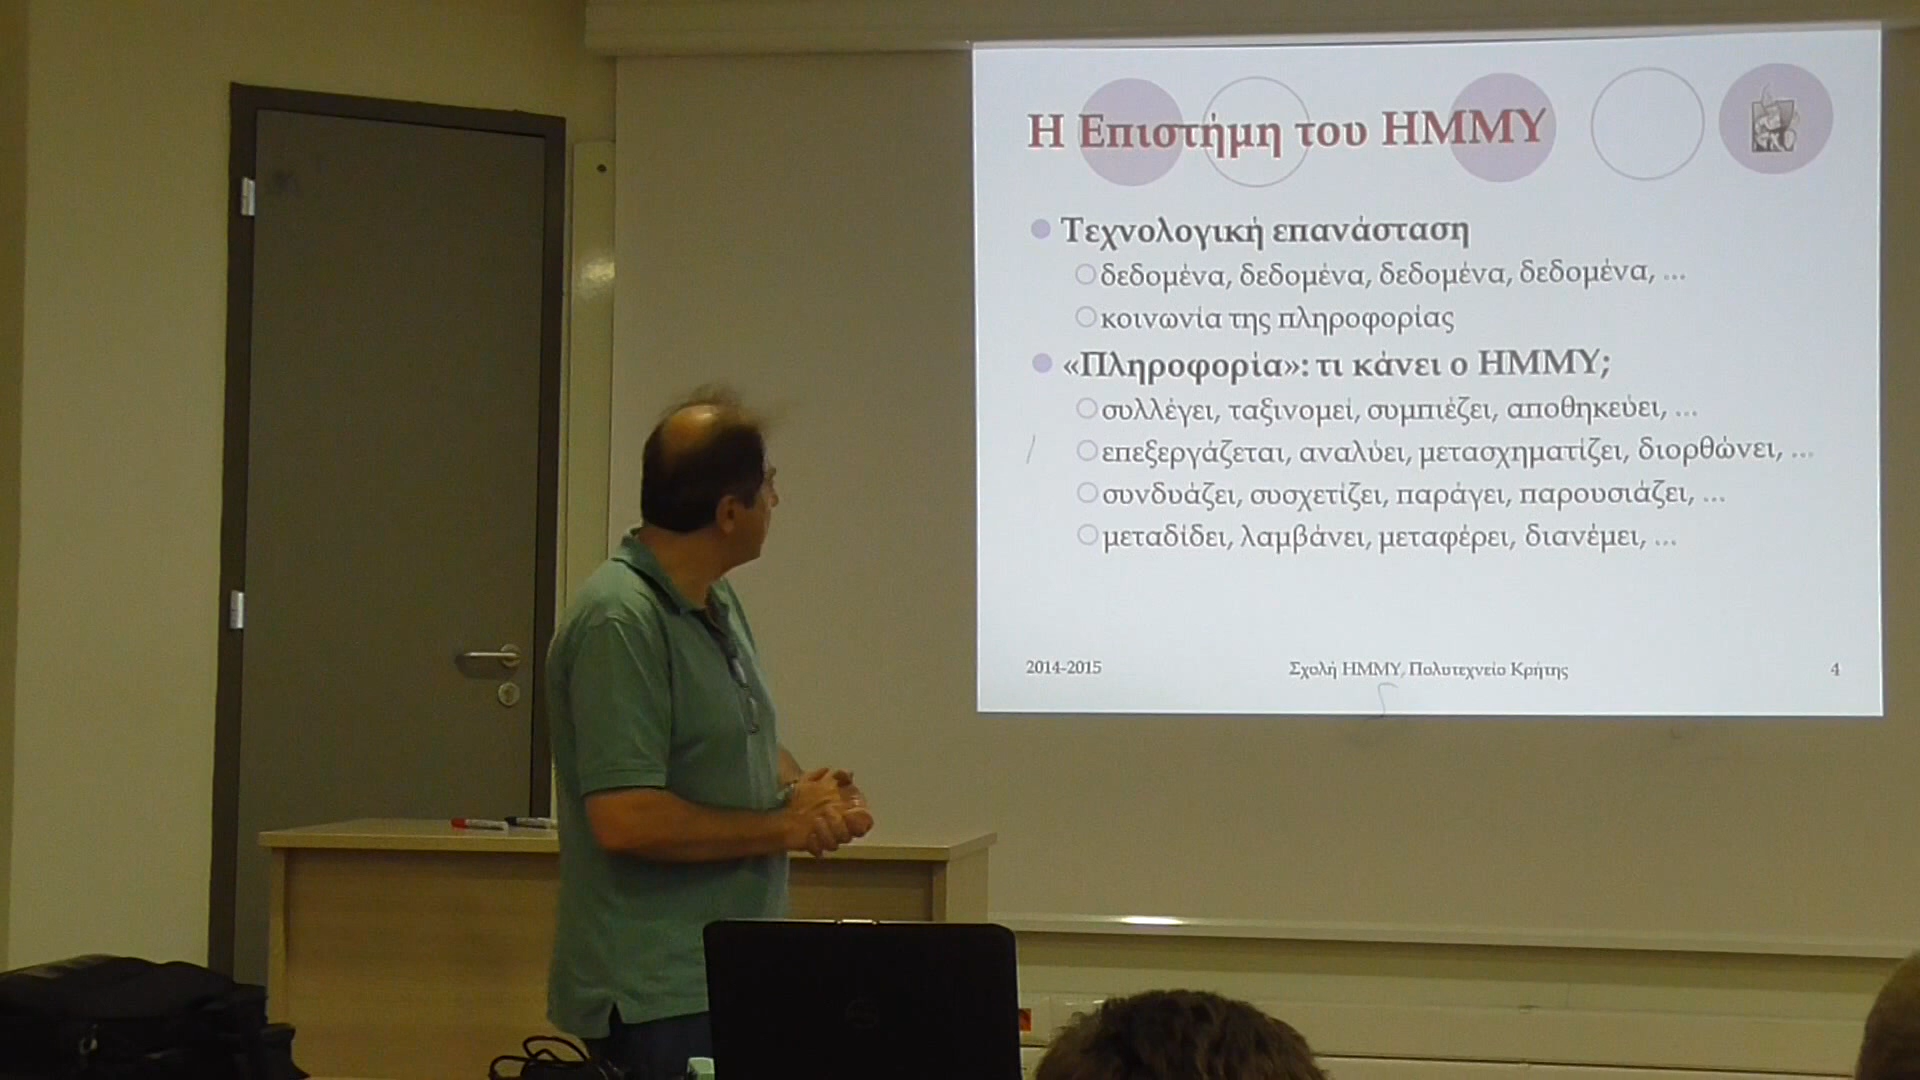 Η Επιστήμη του ΗΜΜΥ
Τεχνολογική επανάσταση
δεδομένα, δεδομένα, δεδομένα, δεδομένα, ...
κοινωνία της πληροφορίας
«Πληροφορία»: τι κάνει ο ΗΜΜΥ;
συλλέγει, ταξινομεί, συμπιέζει, αποθηκεύει, ...
επεξεργάζεται, αναλύει, μετασχηματίζει, διορθώνει, ...
συνδυάζει, συσχετίζει, παράγει, παρουσιάζει, ...
μεταδίδει, λαμβάνει, μεταφέρει, διανέμει, ...
2014-2015 Σχολή ΗΜΜΥ, Πολυτεχνείο Κρήτης 4